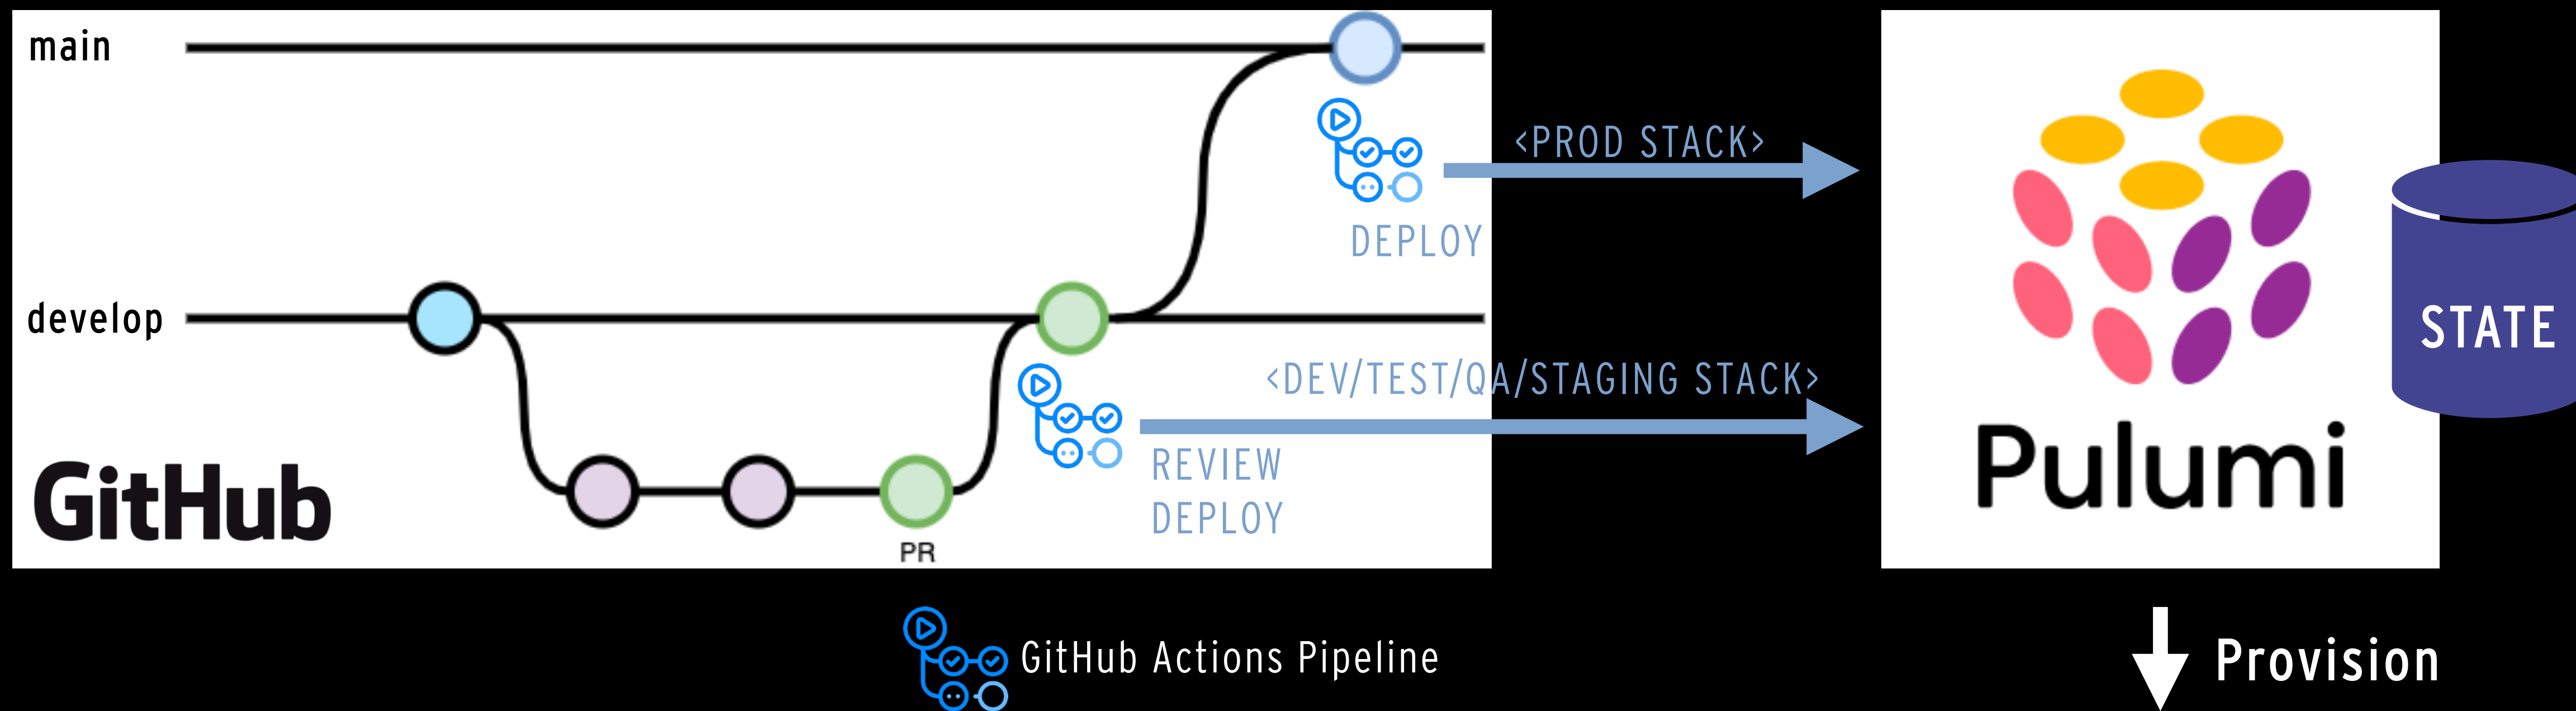 main
<PROD STACK>
DEPLOY
develop
<DEV/TEST/QA/STAGING STACK>
REVIEW
DEPLOY
GitHub
PR
STATE
Pulumi
GitHub Actions Pipeline
Provision